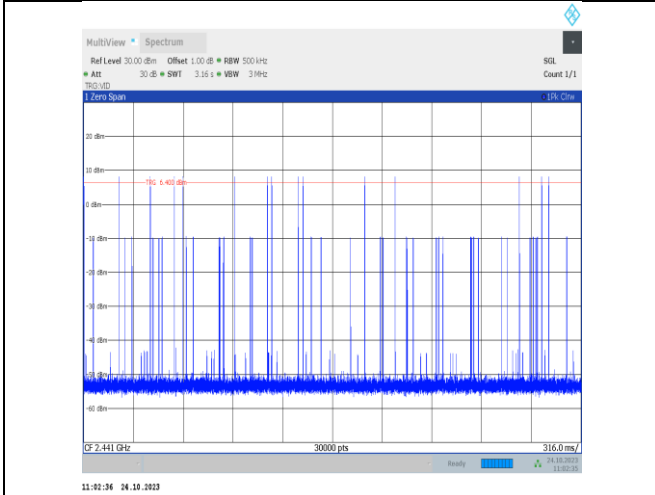 MultiView Spectrum
Ref Level 30.00 dBm Offset 1.00 dB RBW 500 kHz
SGL
Att 30 dB SWT 3.16 s VBW 3 MHz
Count 1/1
TRG:VID
1 Zero Span
1Pk Clrw
20 dBm
10 dBm
TRG 6.400 dBm
0 dBm
-10 dBm
-20 dBm
-30 dBm
-40 dBm
-50 dBm
-60 dBm
CF 2.441 GHz
30000 pts
316.0 ms/
Ready
24.10.2023
11:02:35
11:02:36 24.10.2023